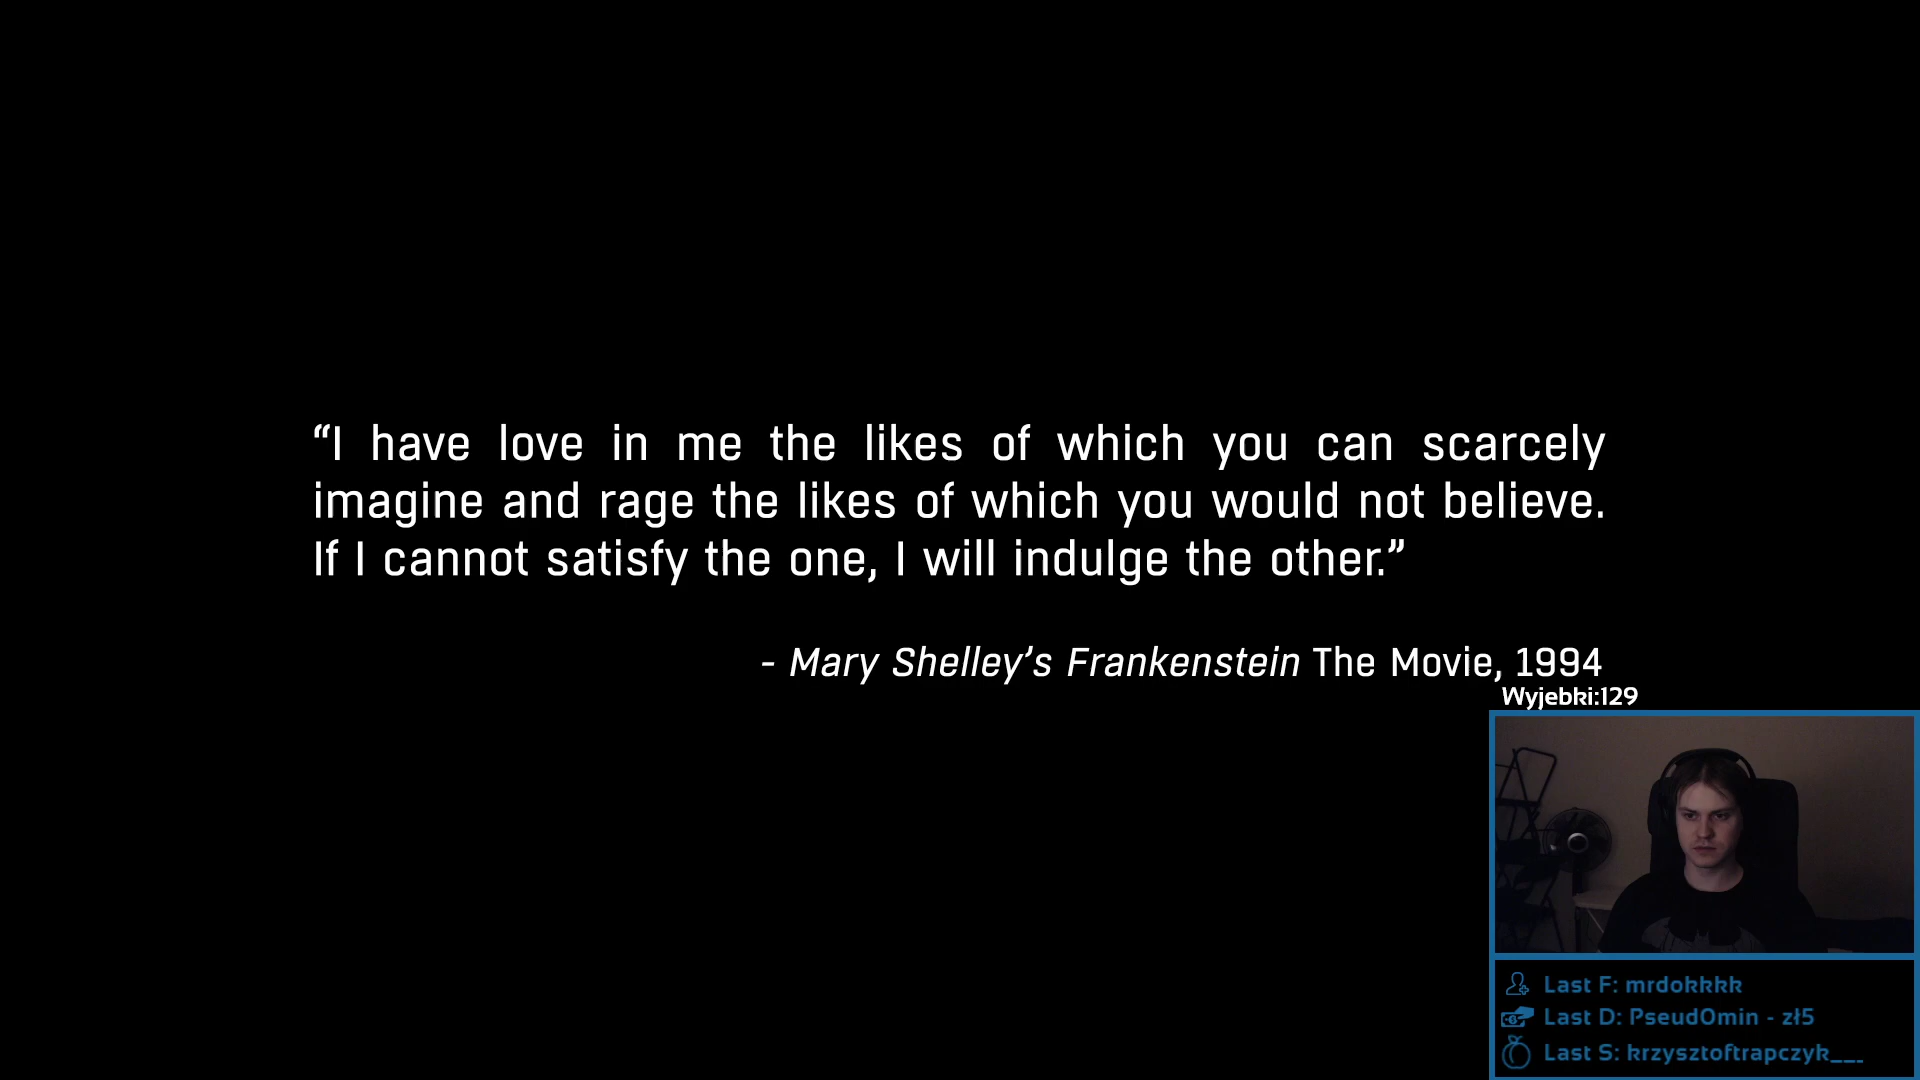 “I have love in me the likes of which you can scarcely
imagine and rage the likes of which you would not believe.
If I cannot satisfy the one, I will indulge the other.”
- Mary Shelley’s Frankenstein The Movie, 1994
Wyjebki:129
Last F: mrdokkkk
Last D: PseudOmin - zł5
Last S: krzysztoftrapczyk___